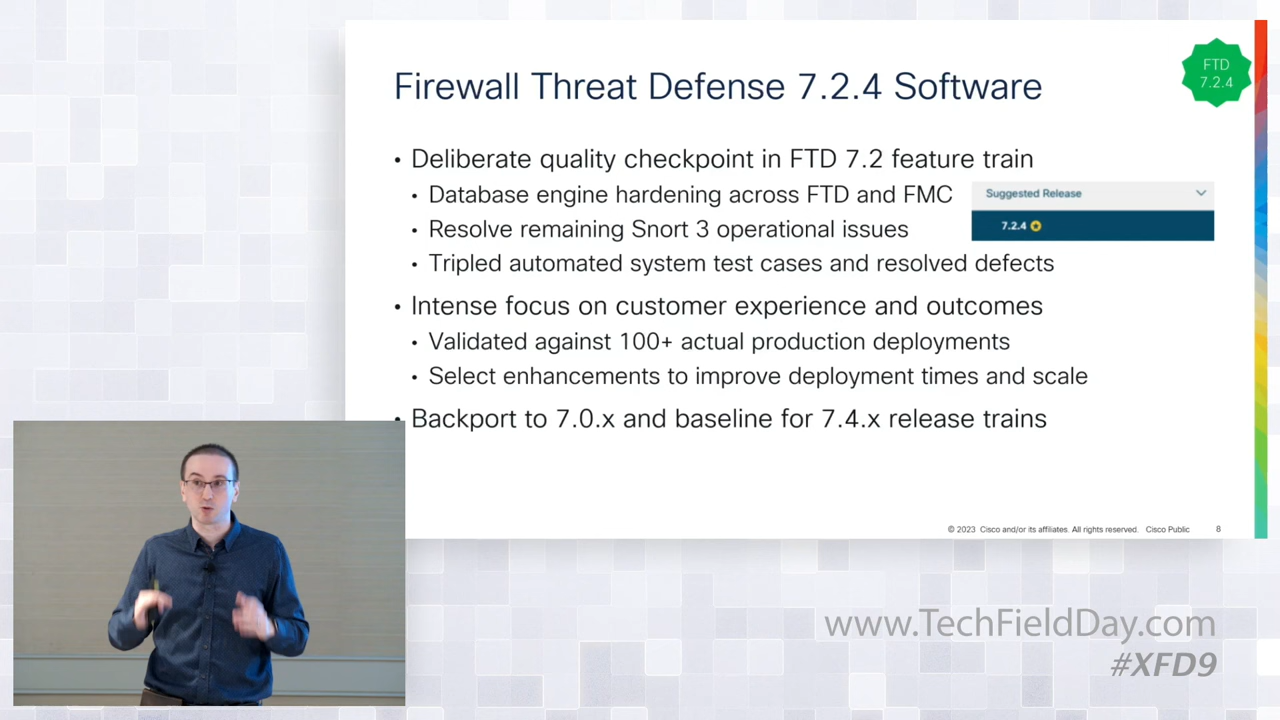 Firewall Threat Defense 7.2.4 Software
FTD
7.2.4
• Deliberate quality checkpoint in FTD 7.2 feature train
• Database engine hardening across FTD and FMC
• Resolve remaining Snort 3 operational issues
• Tripled automated system test cases and resolved defects
Suggested Release
7.2.4
• Intense focus on customer experience and outcomes
• Validated against 100+ actual production deployments
• Select enhancements to improve deployment times and scale
• Backport to 7.0.x and baseline for 7.4.x release trains
© 2023 Cisco and/or its affiliates. All rights reserved. Cisco Public 8
www.TechFieldDay.com
#XFD9